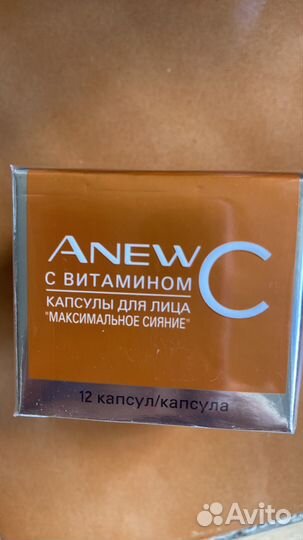 ANEW C
С ВИТАМИНОМ
КАПСУЛЫ ДЛЯ ЛИЦА
"МАКСИМАЛЬНОЕ СИЯНИЕ"
12 капсул/капсула
Avito